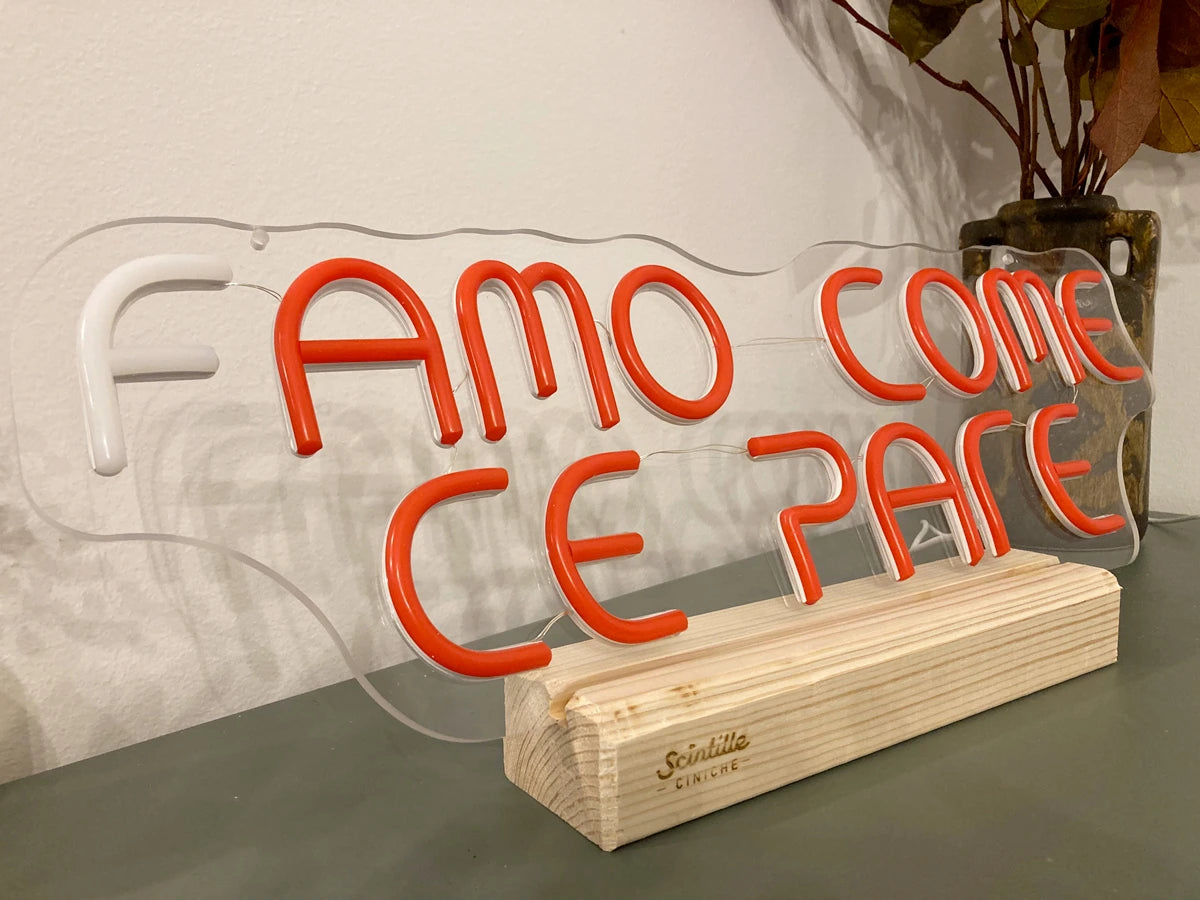 FAMO COME
CE PARE
Scintille
CINICHE